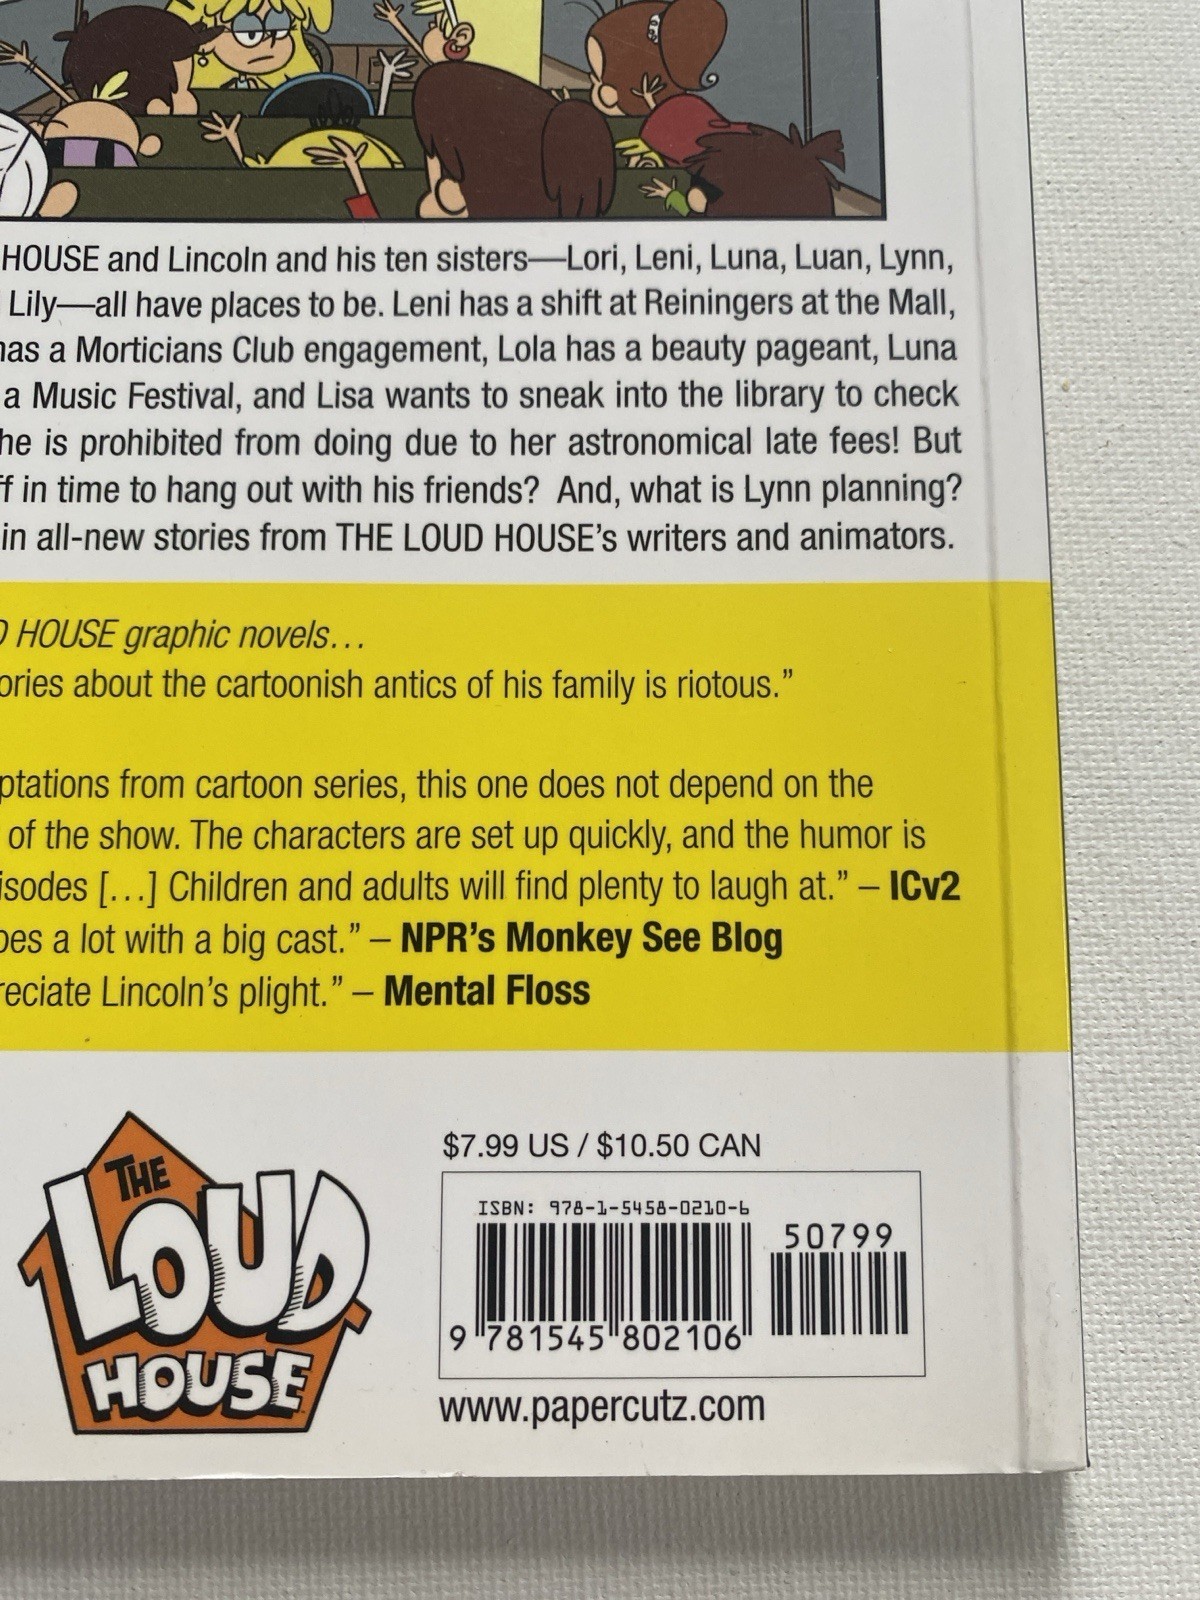 HOUSE and Lincoln and his ten sisters—Lori, Leni, Luna, Luan, Lynn,
Lily—all have places to be. Leni has a shift at Reiningers at the Mall,
has a Morticians Club engagement, Lola has a beauty pageant, Luna
a Music Festival, and Lisa wants to sneak into the library to check
he is prohibited from doing due to her astronomical late fees! But
ff in time to hang out with his friends? And, what is Lynn planning?
in all-new stories from THE LOUD HOUSE's writers and animators.
D HOUSE graphic novels...
ories about the cartoonish antics of his family is riotous.”
ptations from cartoon series, this one does not depend on the
of the show. The characters are set up quickly, and the humor is
isodes [...] Children and adults will find plenty to laugh at.” – ICv2
oes a lot with a big cast.” – NPR's Monkey See Blog
reciate Lincoln's plight.” – Mental Floss
THE
LOUD
HOUSE
$7.99 US / $10.50 CAN
ISBN: 978-1-5458-0210-6
50799
9 781545 802106
www.papercutz.com